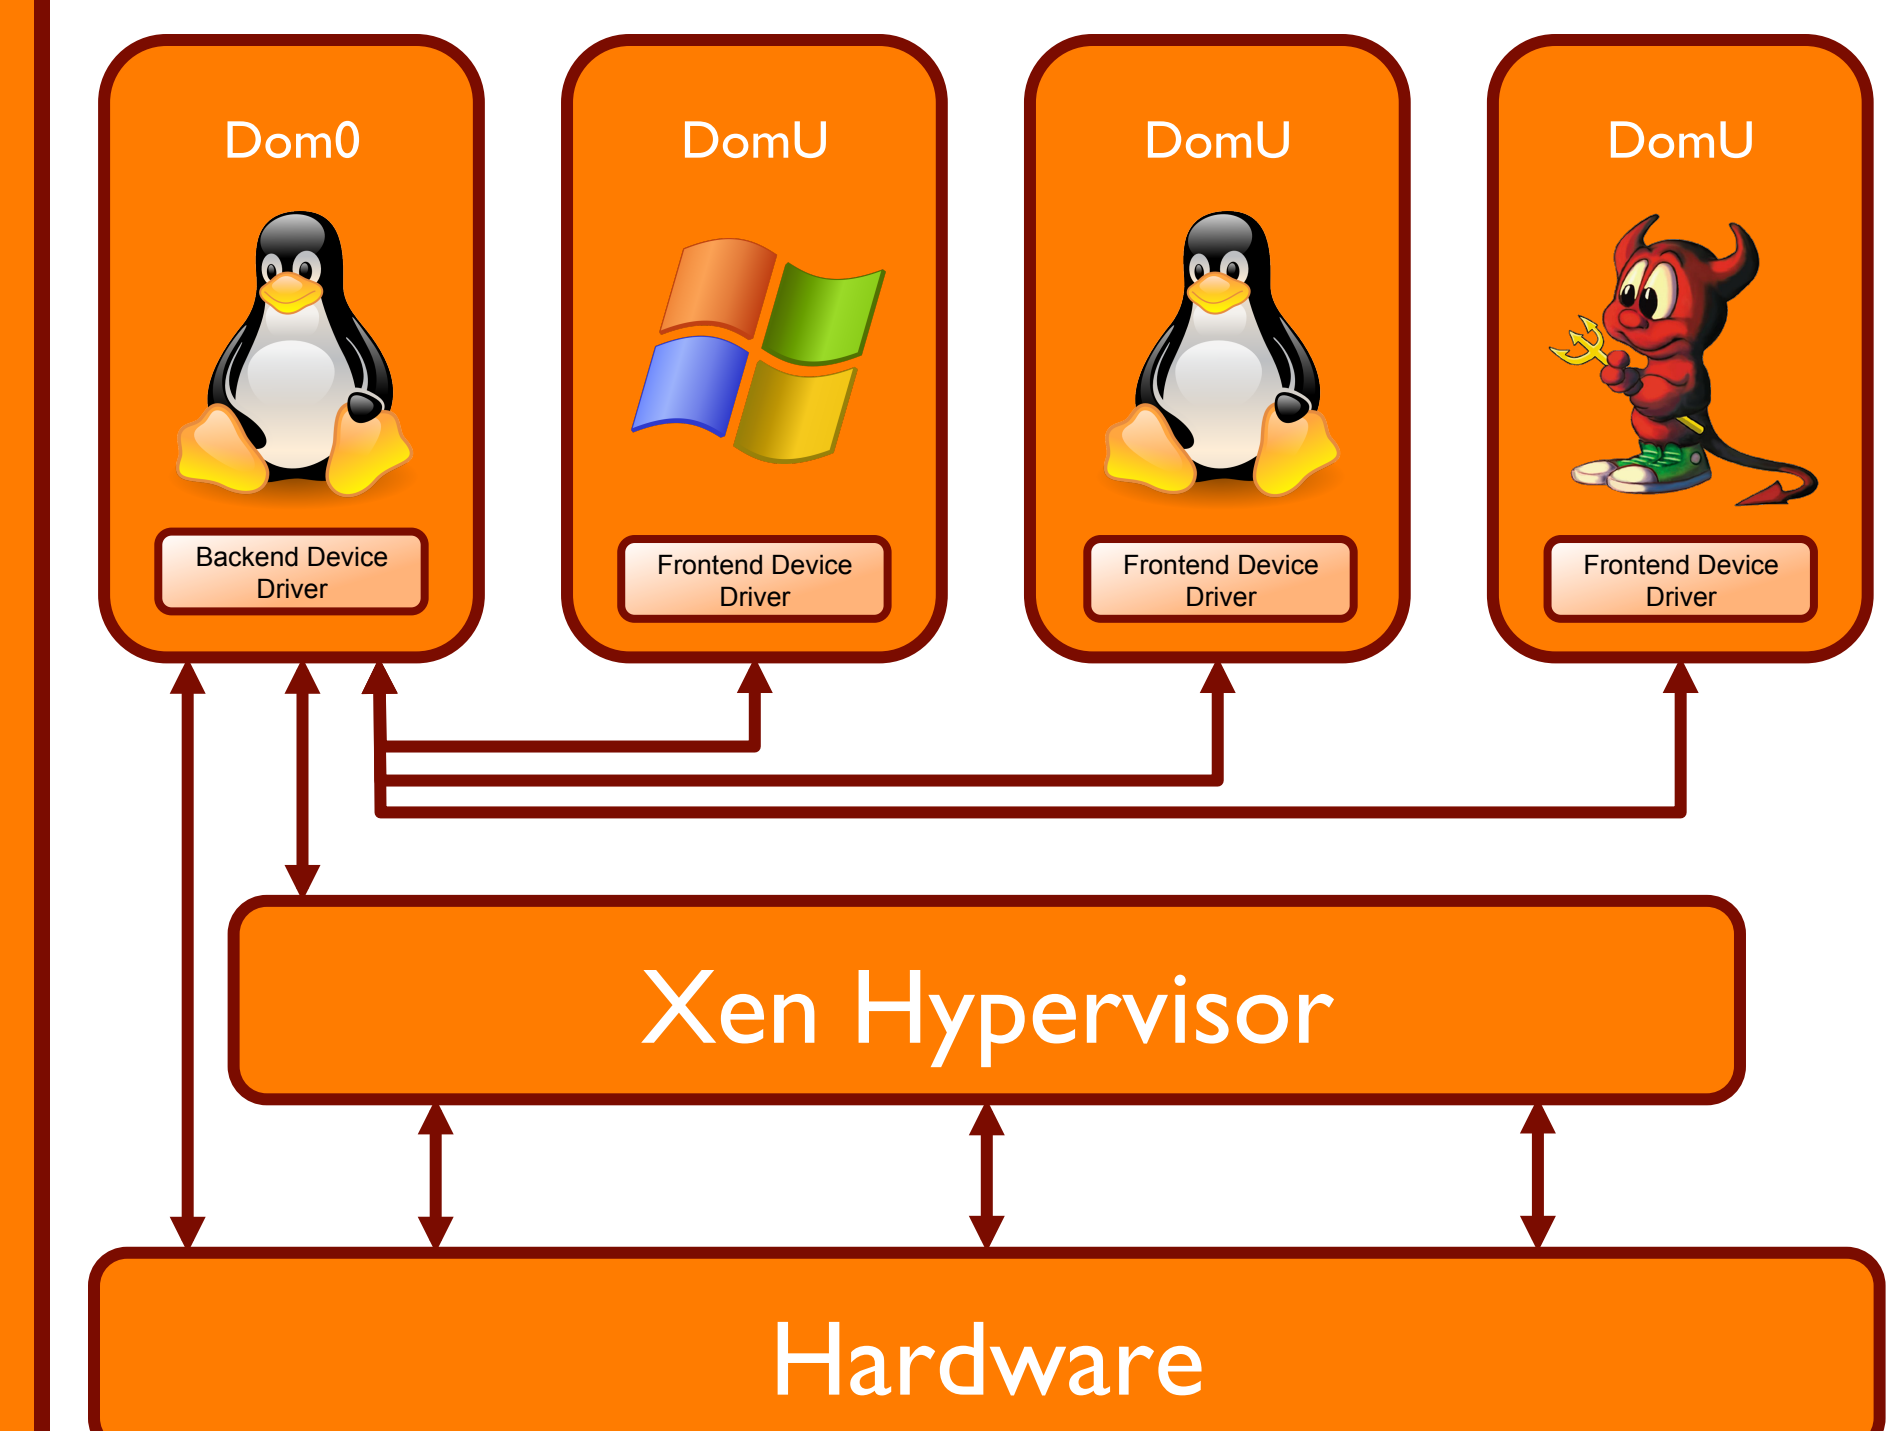 Dom0
DomU
DomU
DomU
Backend Device
Driver
Frontend Device
Driver
Frontend Device
Driver
Frontend Device
Driver
Xen Hypervisor
Hardware